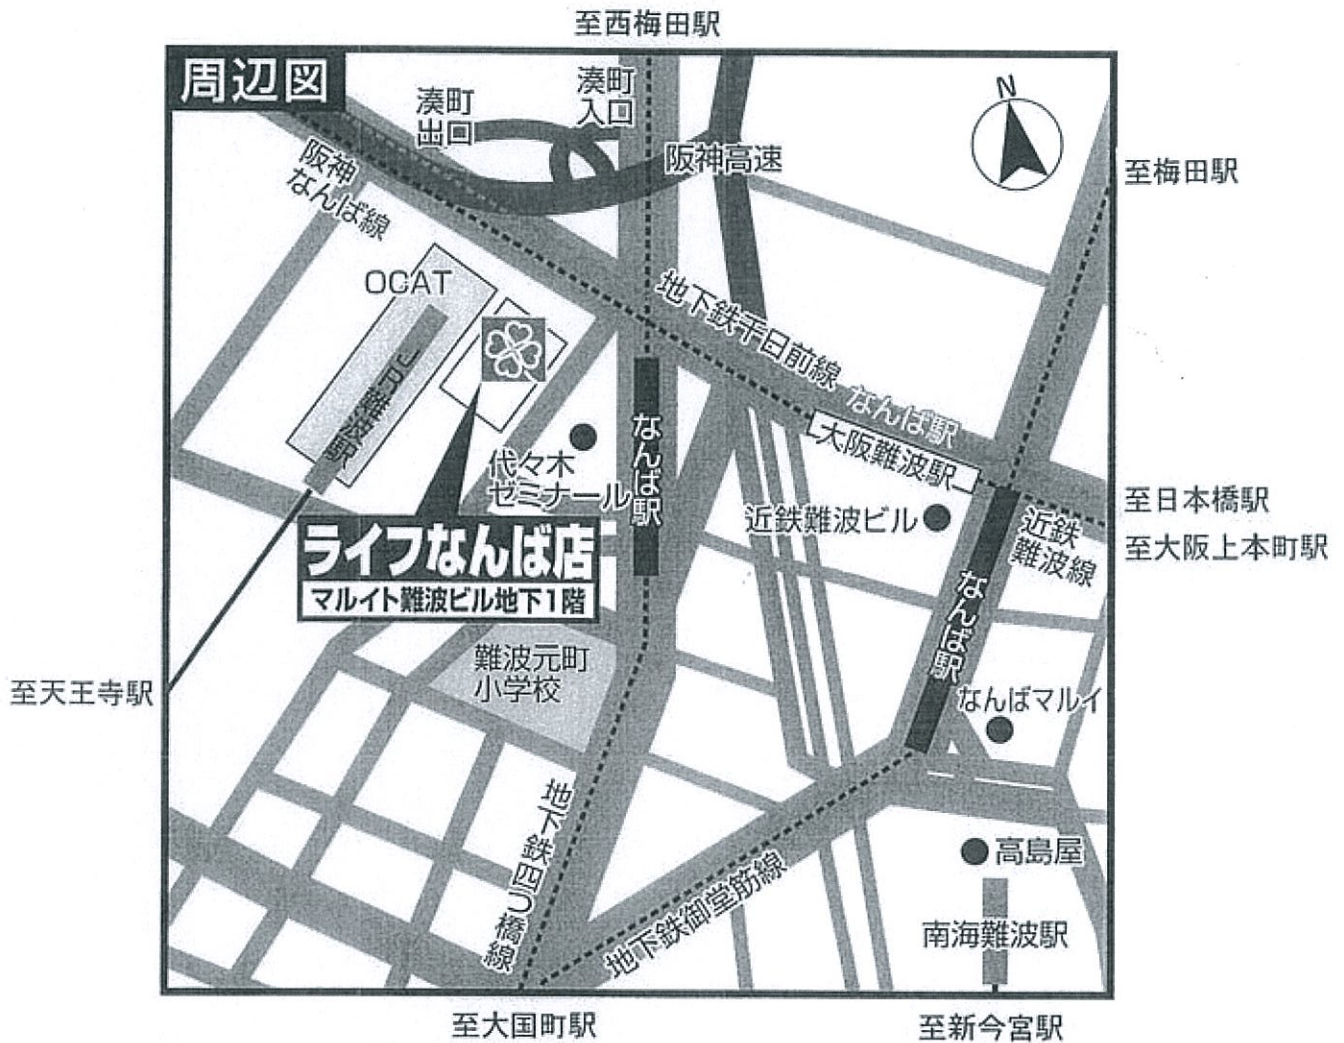 至西梅田駅
周辺図
湊町
出口
湊町
入口
N
阪神高速
至梅田駅
阪神
なんば線
OCAT
JR難波駅
地下鉄千日前線
なんば駅
大阪難波駅
なんば駅
代々木
ゼミナール
近鉄難波ビル
至日本橋駅
至大阪上本町駅
近鉄
難波線
ライフなんば店
マルイト難波ビル地下1階
なんば駅
難波元町
小学校
至天王寺駅
なんばマルイ
地下鉄四つ橋線
地下鉄御堂筋線
高島屋
南海難波駅
至大国町駅
至新今宮駅